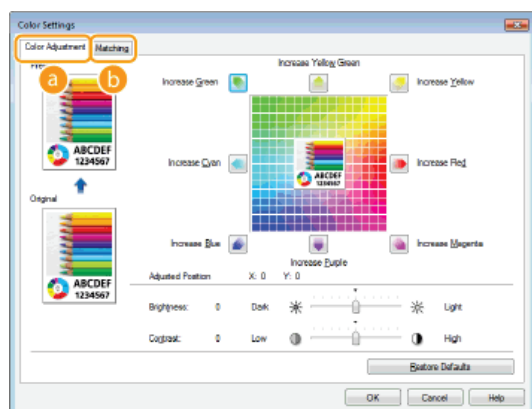 Color Settings
Color Adjustment Matching
a b
Increase Yellow Green
Increase Green
Increase Yellow
ABCDEF
1234567
Increase Cyan
ABCDEF
1234567
Increase Red
Original
Increase Blue
Increase Magenta
Increase Purple
ABCDEF
1234567
Adjusted Position X: 0 Y: 0
Brightness: 0 Dark Light
Contrast: 0 Low High
Restore Defaults
OK Cancel Help